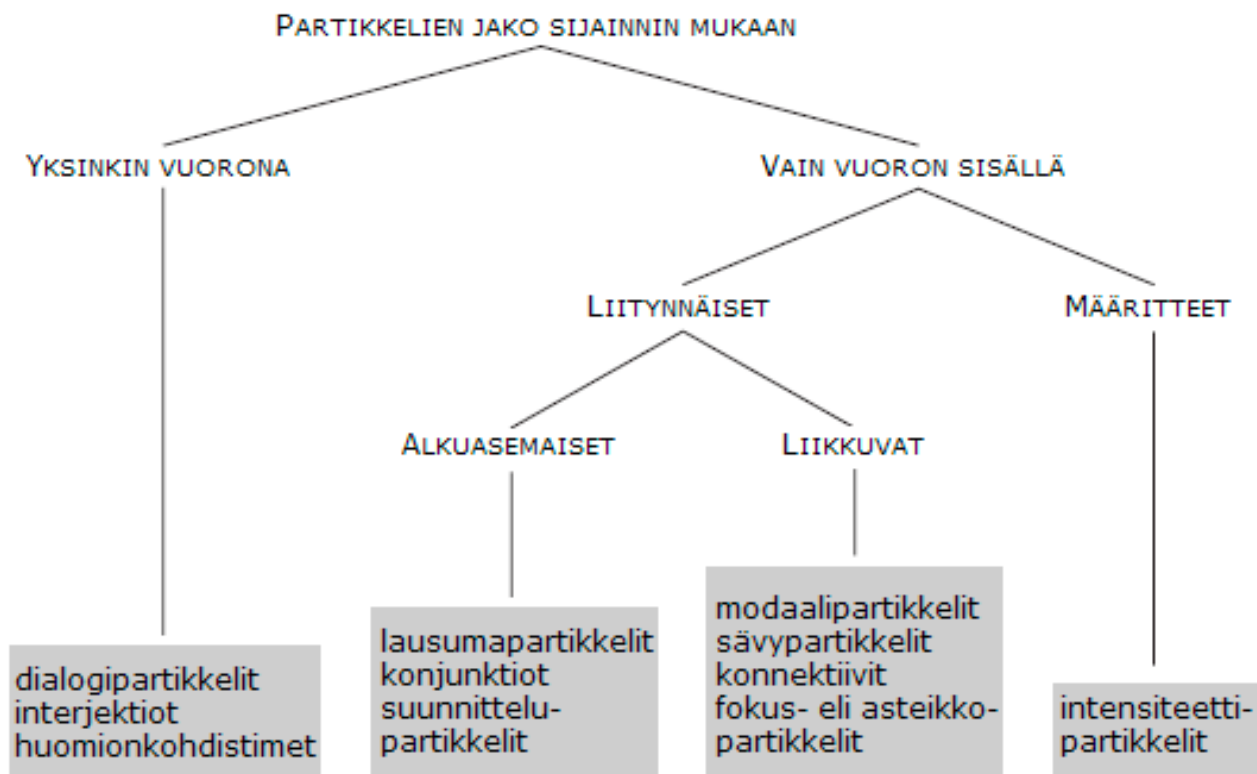 PARTIKKELIEN JAKO SIJAINNIN MUKAAN
YKSINKIN VUORONA
VAIN VUORON SISÄLLÄ
LIITYNNÄISET
MÄÄRITTEET
ALKUASEMAISET
LIIKKUVAT
dialogipartikkelit
interjektiot
huomionkohdistimet
lausumapartikkelit
konjunktiot
suunnittelu-
partikkelit
modaalipartikkelit
sävypartikkelit
konnektiivit
fokus- eli asteikko-
partikkelit
intensiteetti-
partikkelit